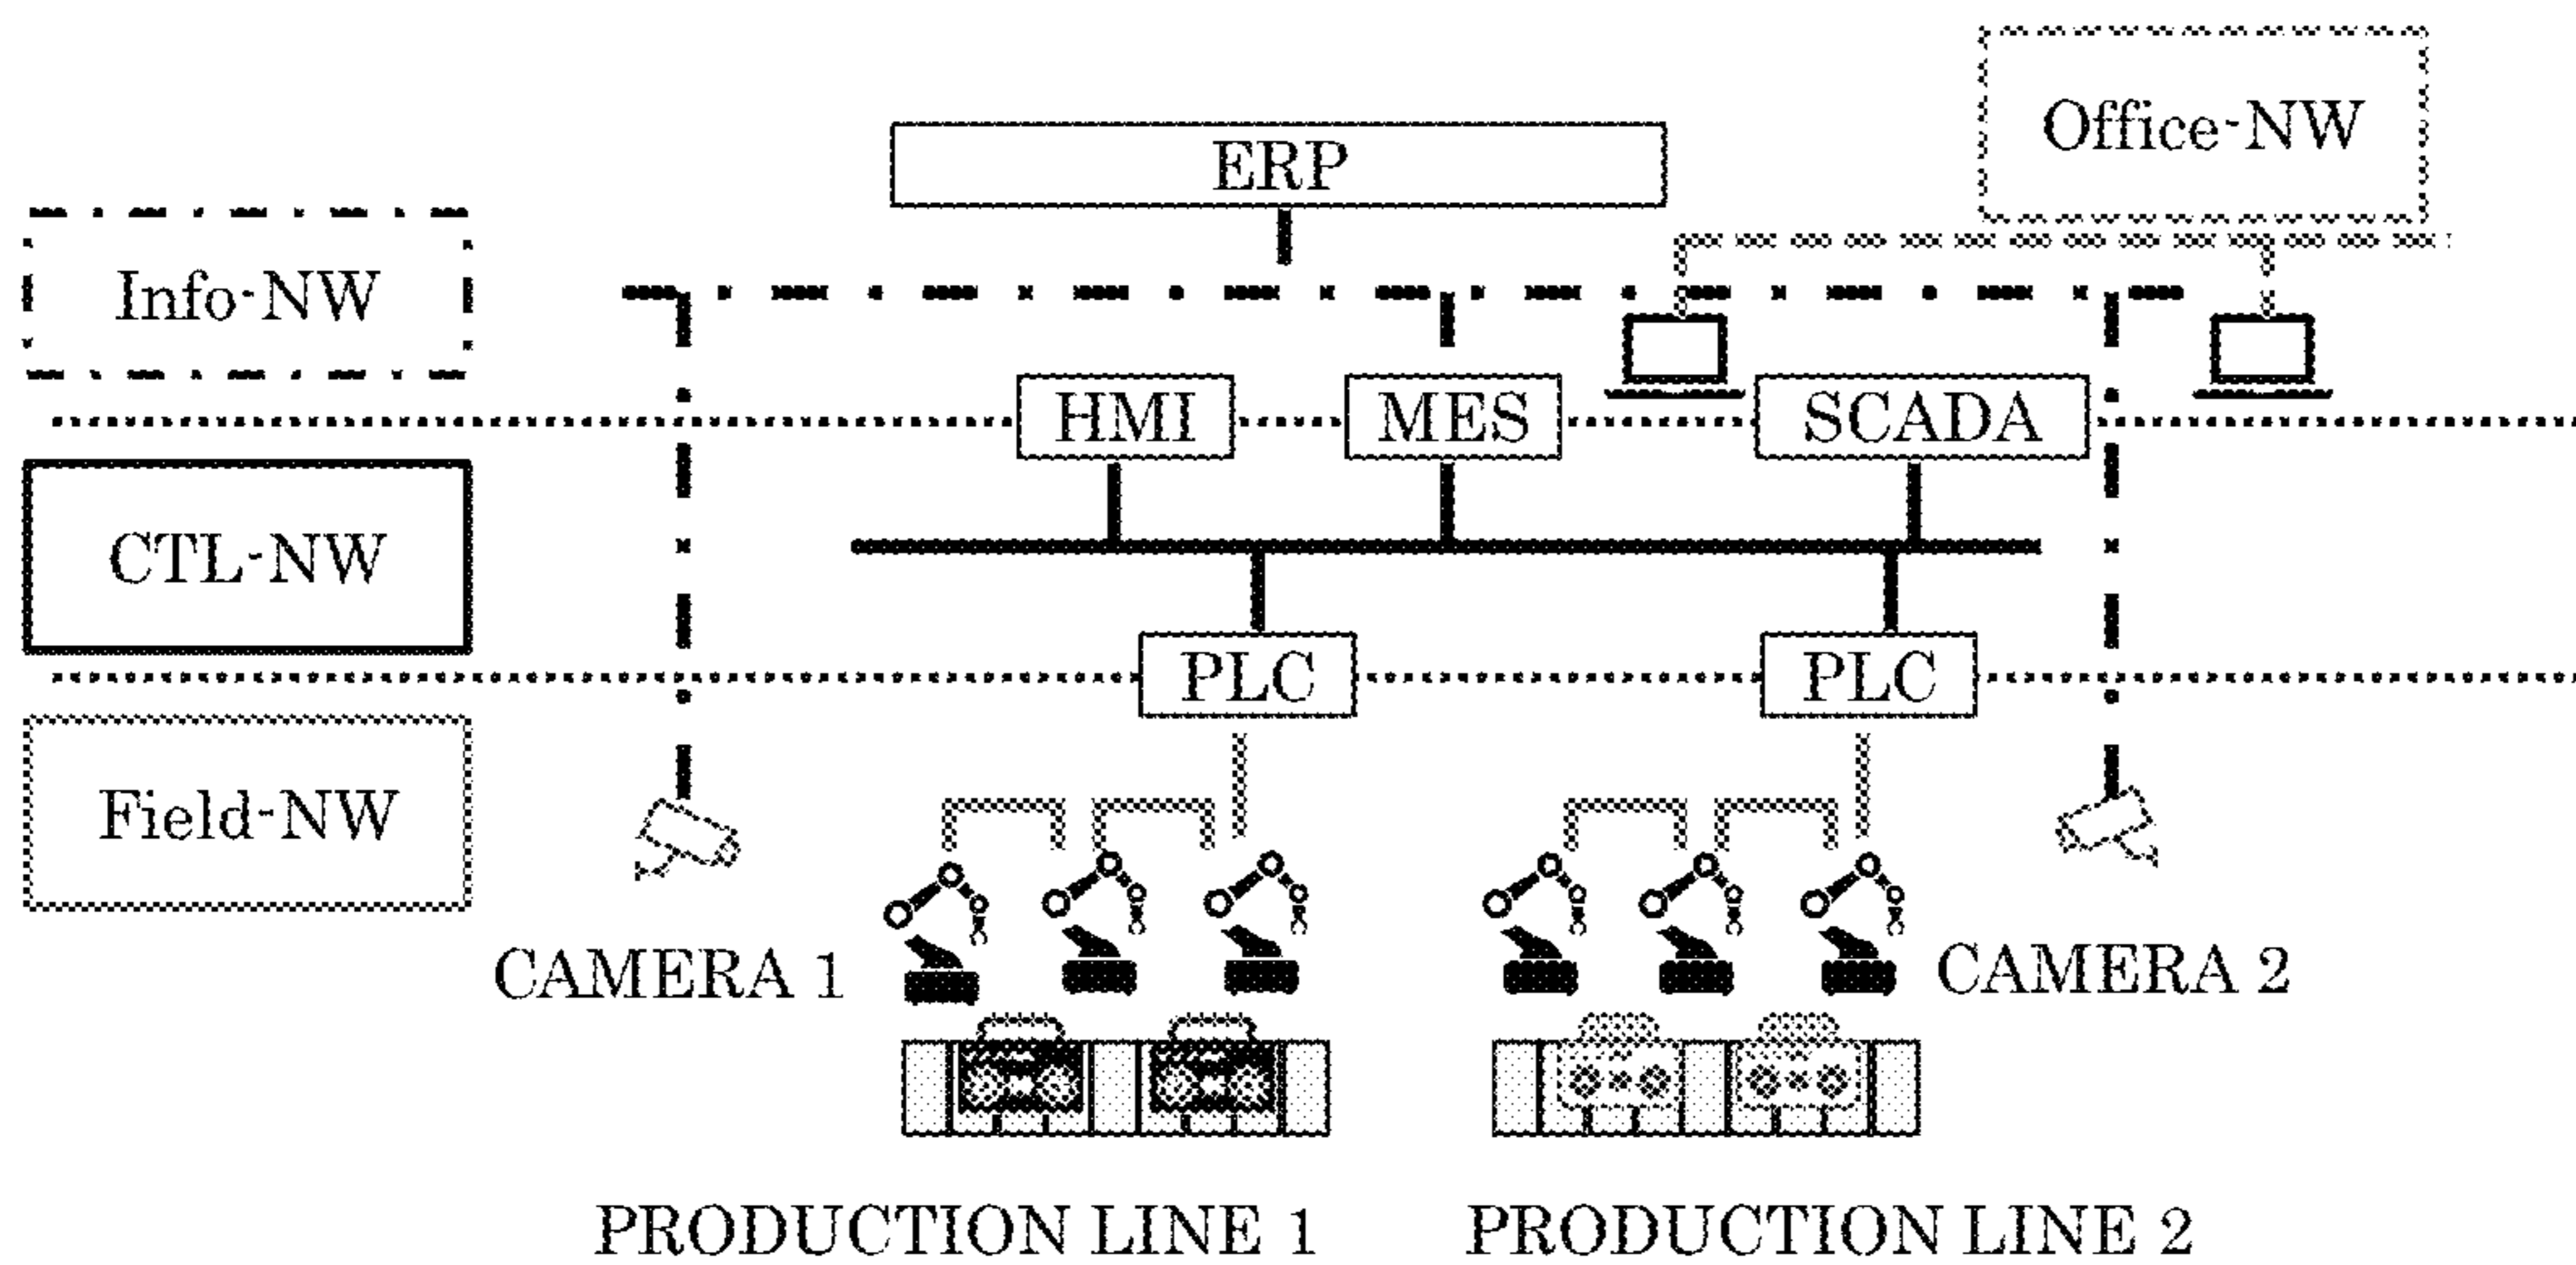 Office-NW
ERP
Info-NW
HMI
MES
SCADA
CTL-NW
PLC
PLC
Field-NW
CAMERA 1
CAMERA 2
PRODUCTION LINE 1
PRODUCTION LINE 2